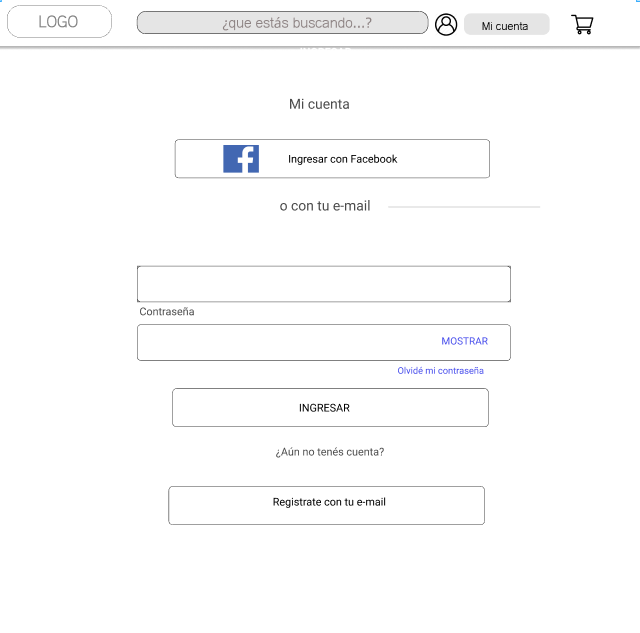 LOGO
¿que estás buscando...?
Mi cuenta
Mi cuenta
Ingresar con Facebook
o con tu e-mail
Contraseña
MOSTRAR
Olvidé mi contraseña
INGRESAR
¿Aún no tenés cuenta?
Registrate con tu e-mail